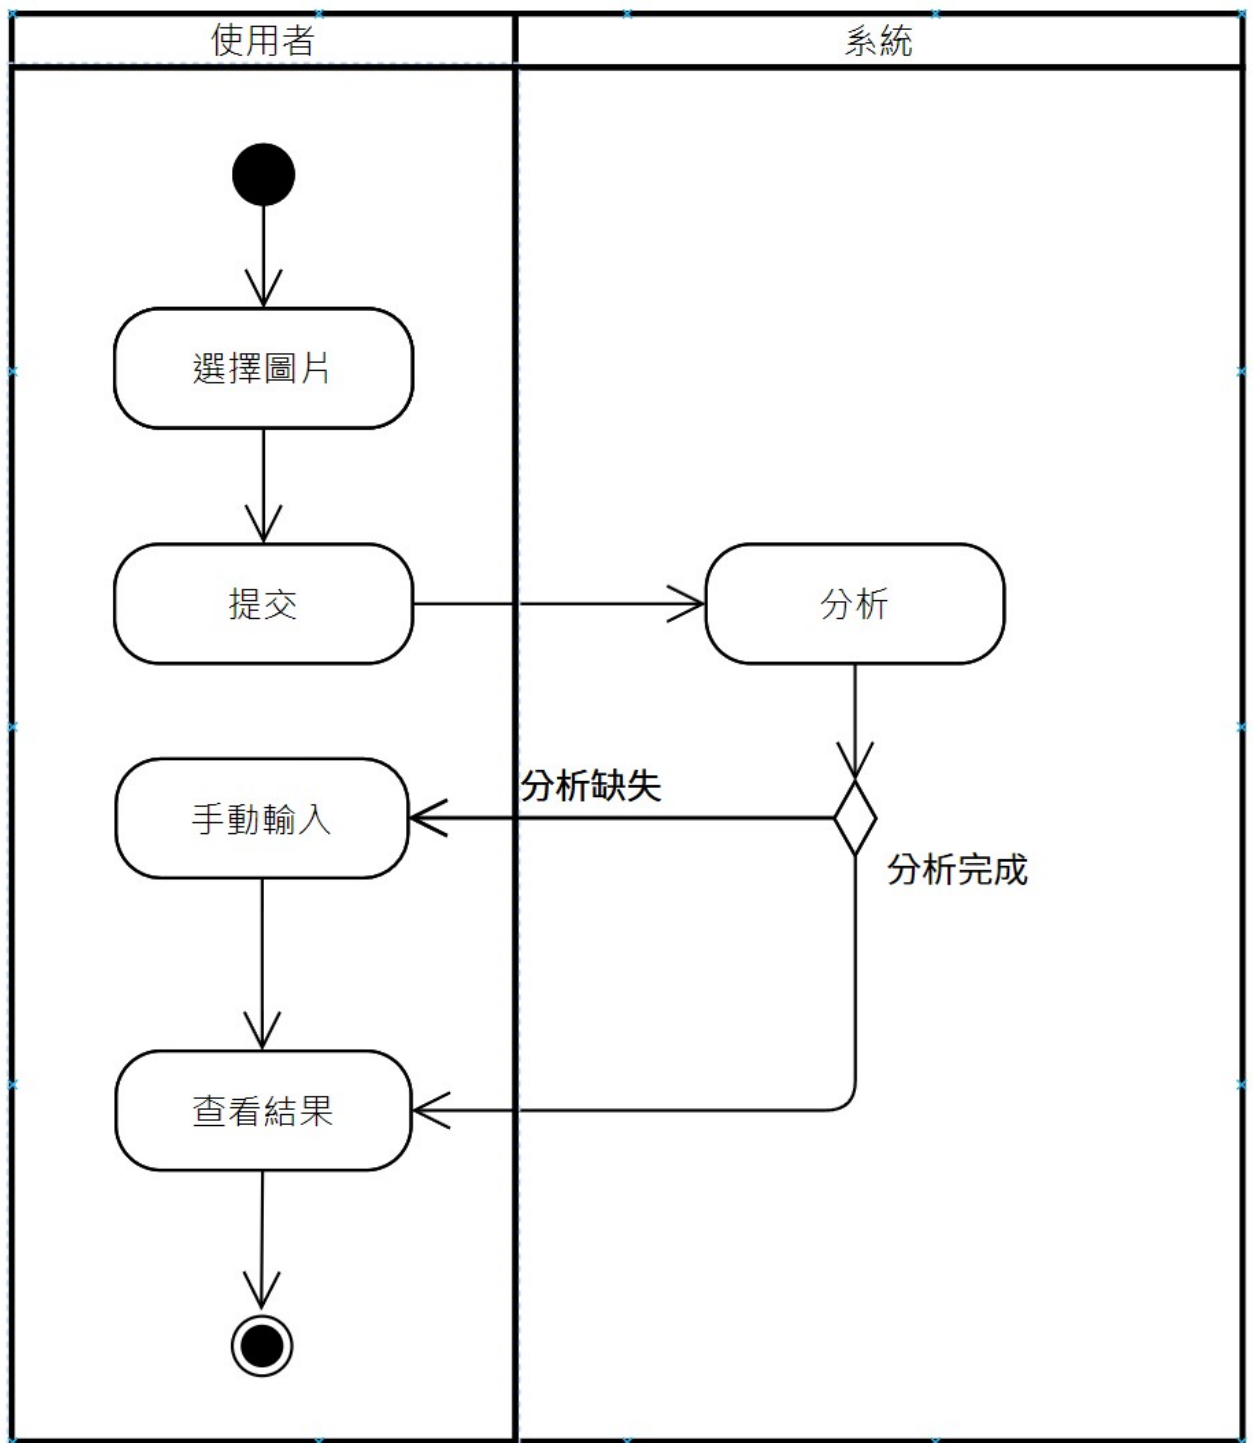 使用者
系統
選擇圖片
提交
分析
分析缺失
手動輸入
分析完成
查看結果